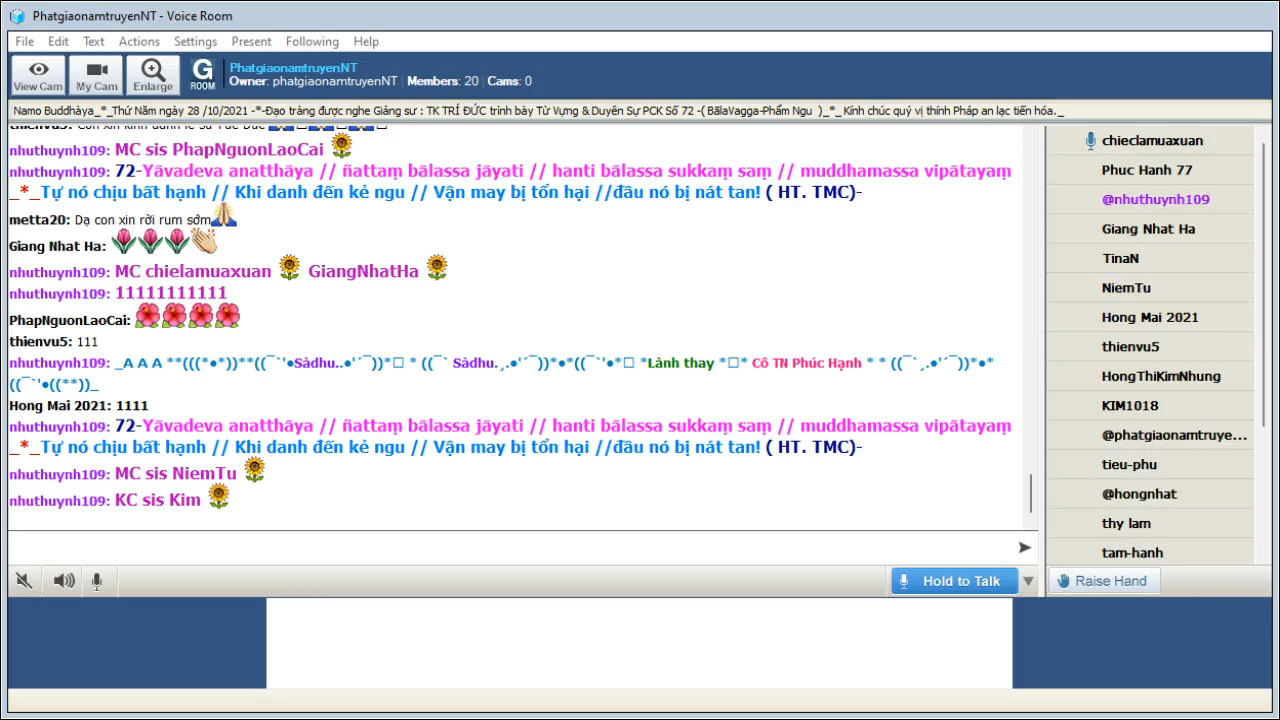 PhatgiaonamtruyenNT - Voice Room
File Edit Text Actions Settings Present Following Help
View Cam My Cam Enlarge G ROOM
PhatgiaonamtruyenNT
Owner: phatgiaonamtruyenNT Members: 20 Cams: 0
Namo Buddhàya_*_Thứ Năm ngày 28 /10/2021 -*-Đạo tràng được nghe Giảng sư : TK TRÍ ĐỨC trình bày Từ Vựng & Duyên Sự PCK Số 72 -( BãlaVagga-Phẩm Ngu )_*_Kính chúc quý vị thính Pháp an lạc tiến hóa._
nhuthuynh109: MC sis PhapNguonLaoCai
nhuthuynh109: 72-Yāvadeva anatthāya // ñattaṃ bālassa jāyati // hanti bālassa sukkaṃ saṃ // muddhamassa vipātayaṃ
_*_Tự nó chịu bất hạnh // Khi danh đến kẻ ngu // Vận may bị tổn hại //đầu nó bị nát tan! ( HT. TMC)-
metta20: Dạ con xin rời rum sớm
Giang Nhat Ha:
nhuthuynh109: MC chielamuaxuan GiangNhatHa
nhuthuynh109: 11111111111
PhapNguonLaoCai:
thienvu5: 111
nhuthuynh109: _A A A **(((*•*))**((¯`'•Sàdhu..•'´¯))*□ * ((¯` Sàdhu.¸.•'´¯))*•*((¯`'•*□ *Lành thay *□* Cô TN Phúc Hạnh * * ((¯`¸.•'´¯))*•*
((¯`'•((**))_
Hong Mai 2021: 1111
nhuthuynh109: 72-Yāvadeva anatthāya // ñattaṃ bālassa jāyati // hanti bālassa sukkaṃ saṃ // muddhamassa vipātayaṃ
_*_Tự nó chịu bất hạnh // Khi danh đến kẻ ngu // Vận may bị tổn hại //đầu nó bị nát tan! ( HT. TMC)-
nhuthuynh109: MC sis NiemTu
nhuthuynh109: KC sis Kim
Hold to Talk
chieclamuaxuan
Phuc Hanh 77
@nhuthuynh109
Giang Nhat Ha
TinaN
NiemTu
Hong Mai 2021
thienvu5
HongThiKimNhung
KIM1018
@phatgiaonamtruye...
tieu-phu
@hongnhat
thy lam
tam-hanh
Raise Hand